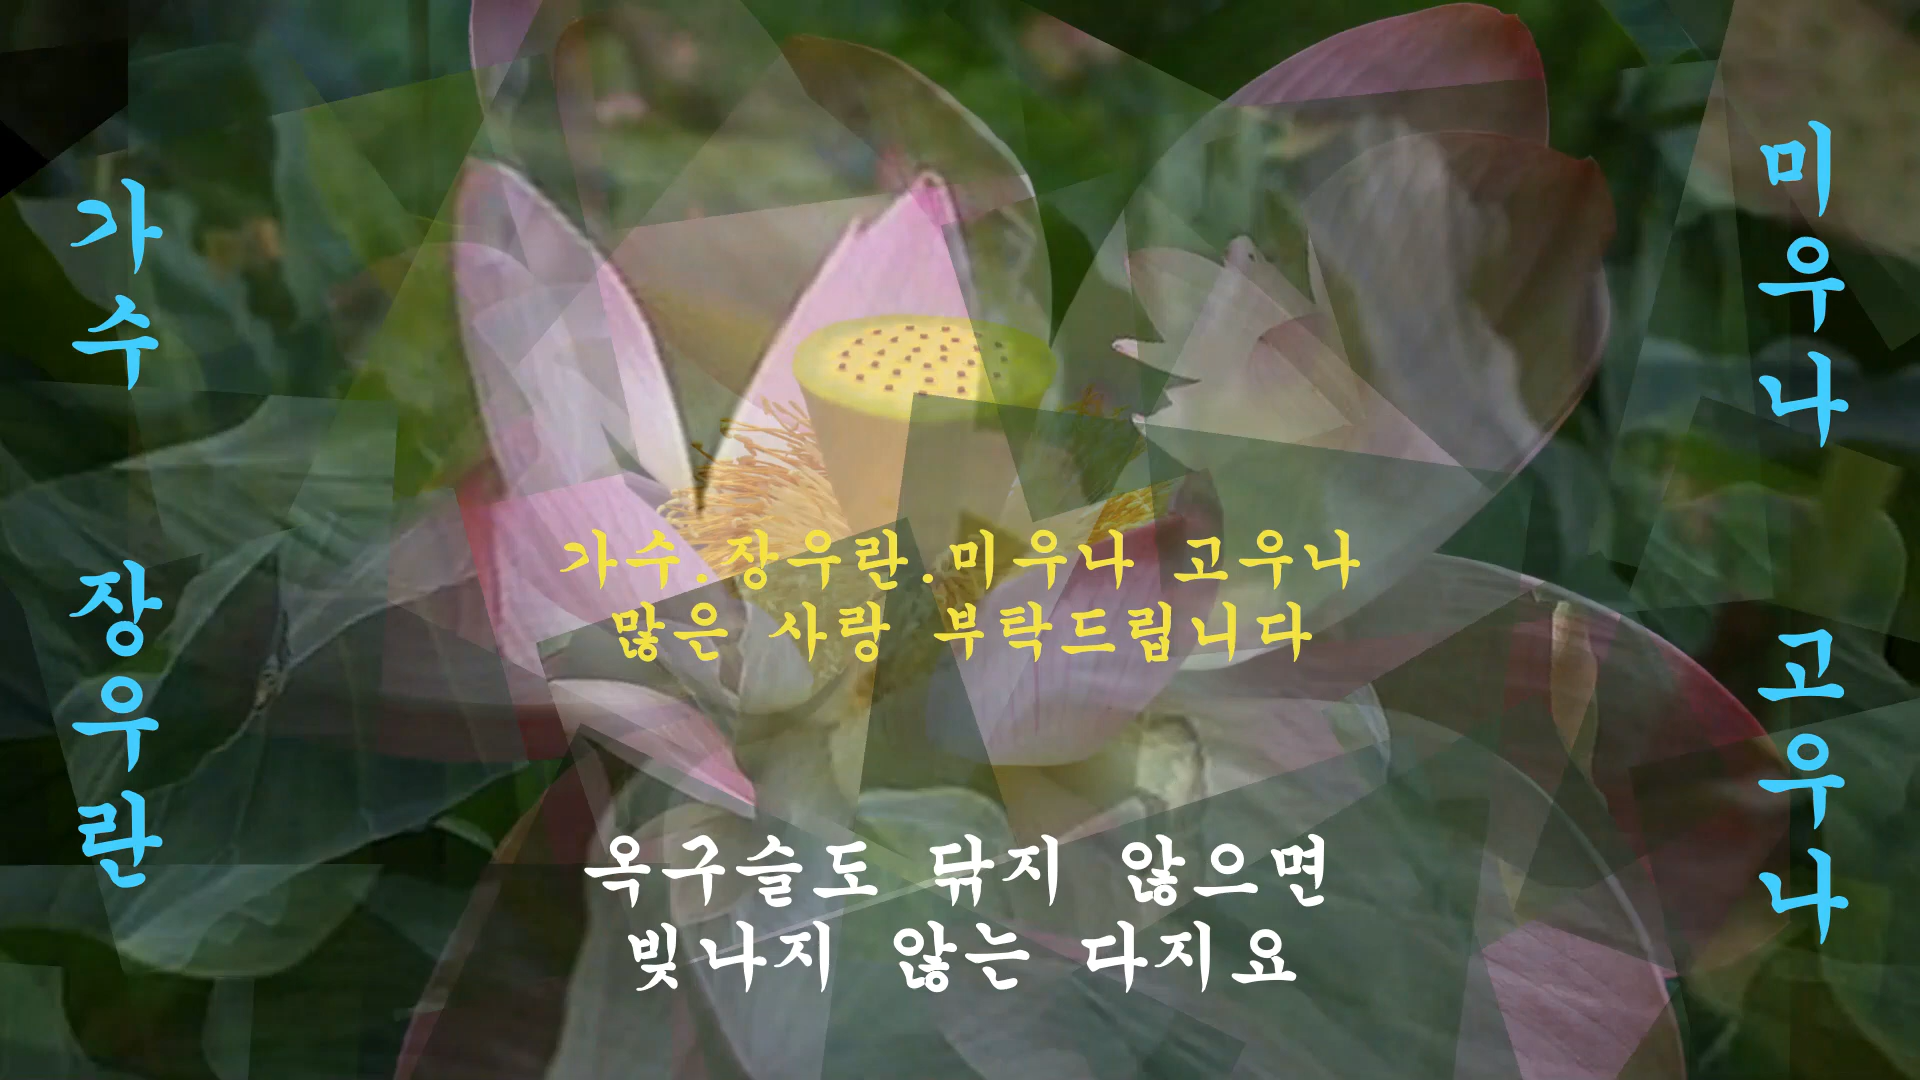 가수 장우란
미우나 고우나
가수.장우란.미우나 고우나
많은 사랑 부탁드립니다
옥구슬도 닦지 않으면
빚나지 않는 다지요